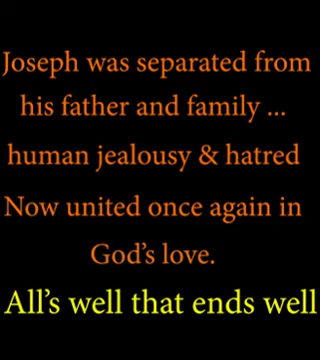 Joseph was separated from
his father and family ...
human jealousy & hatred
Now united once again in
God's love.
All's well that ends well